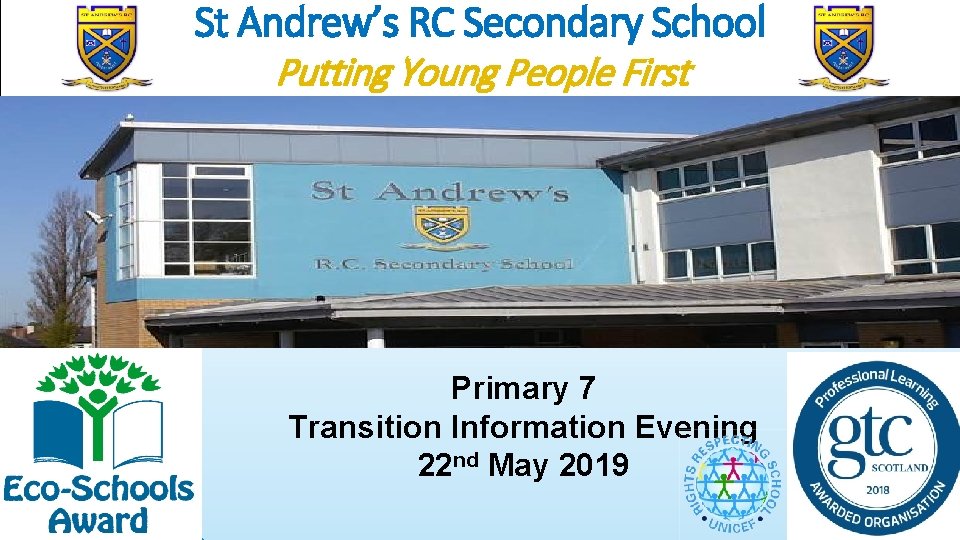 St Andrew's RC Secondary School
Putting Young People First
St Andrew's
R.C. Secondary School
Primary 7
Transition Information Evening
22nd May 2019
Eco-Schools
Award
RIGHTS RESPECTING SCHOOLS
• UNICEF •
Professional Learning
gtc
SCOTLAND
2018
AWARDED ORGANISATION